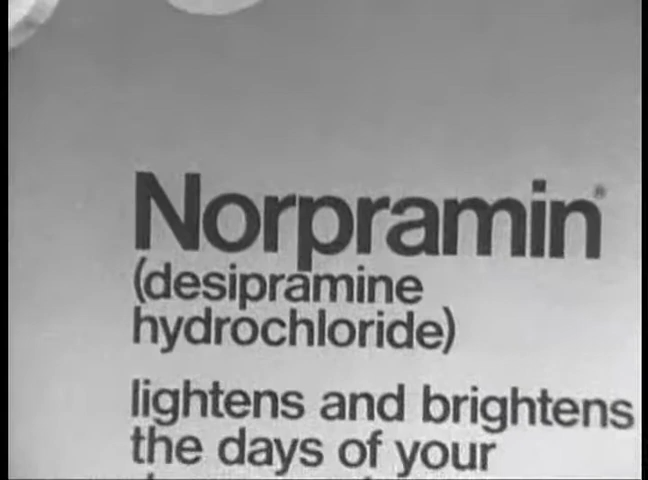 Norpramin®
(desipramine
hydrochloride)
lightens and brightens
the days of your